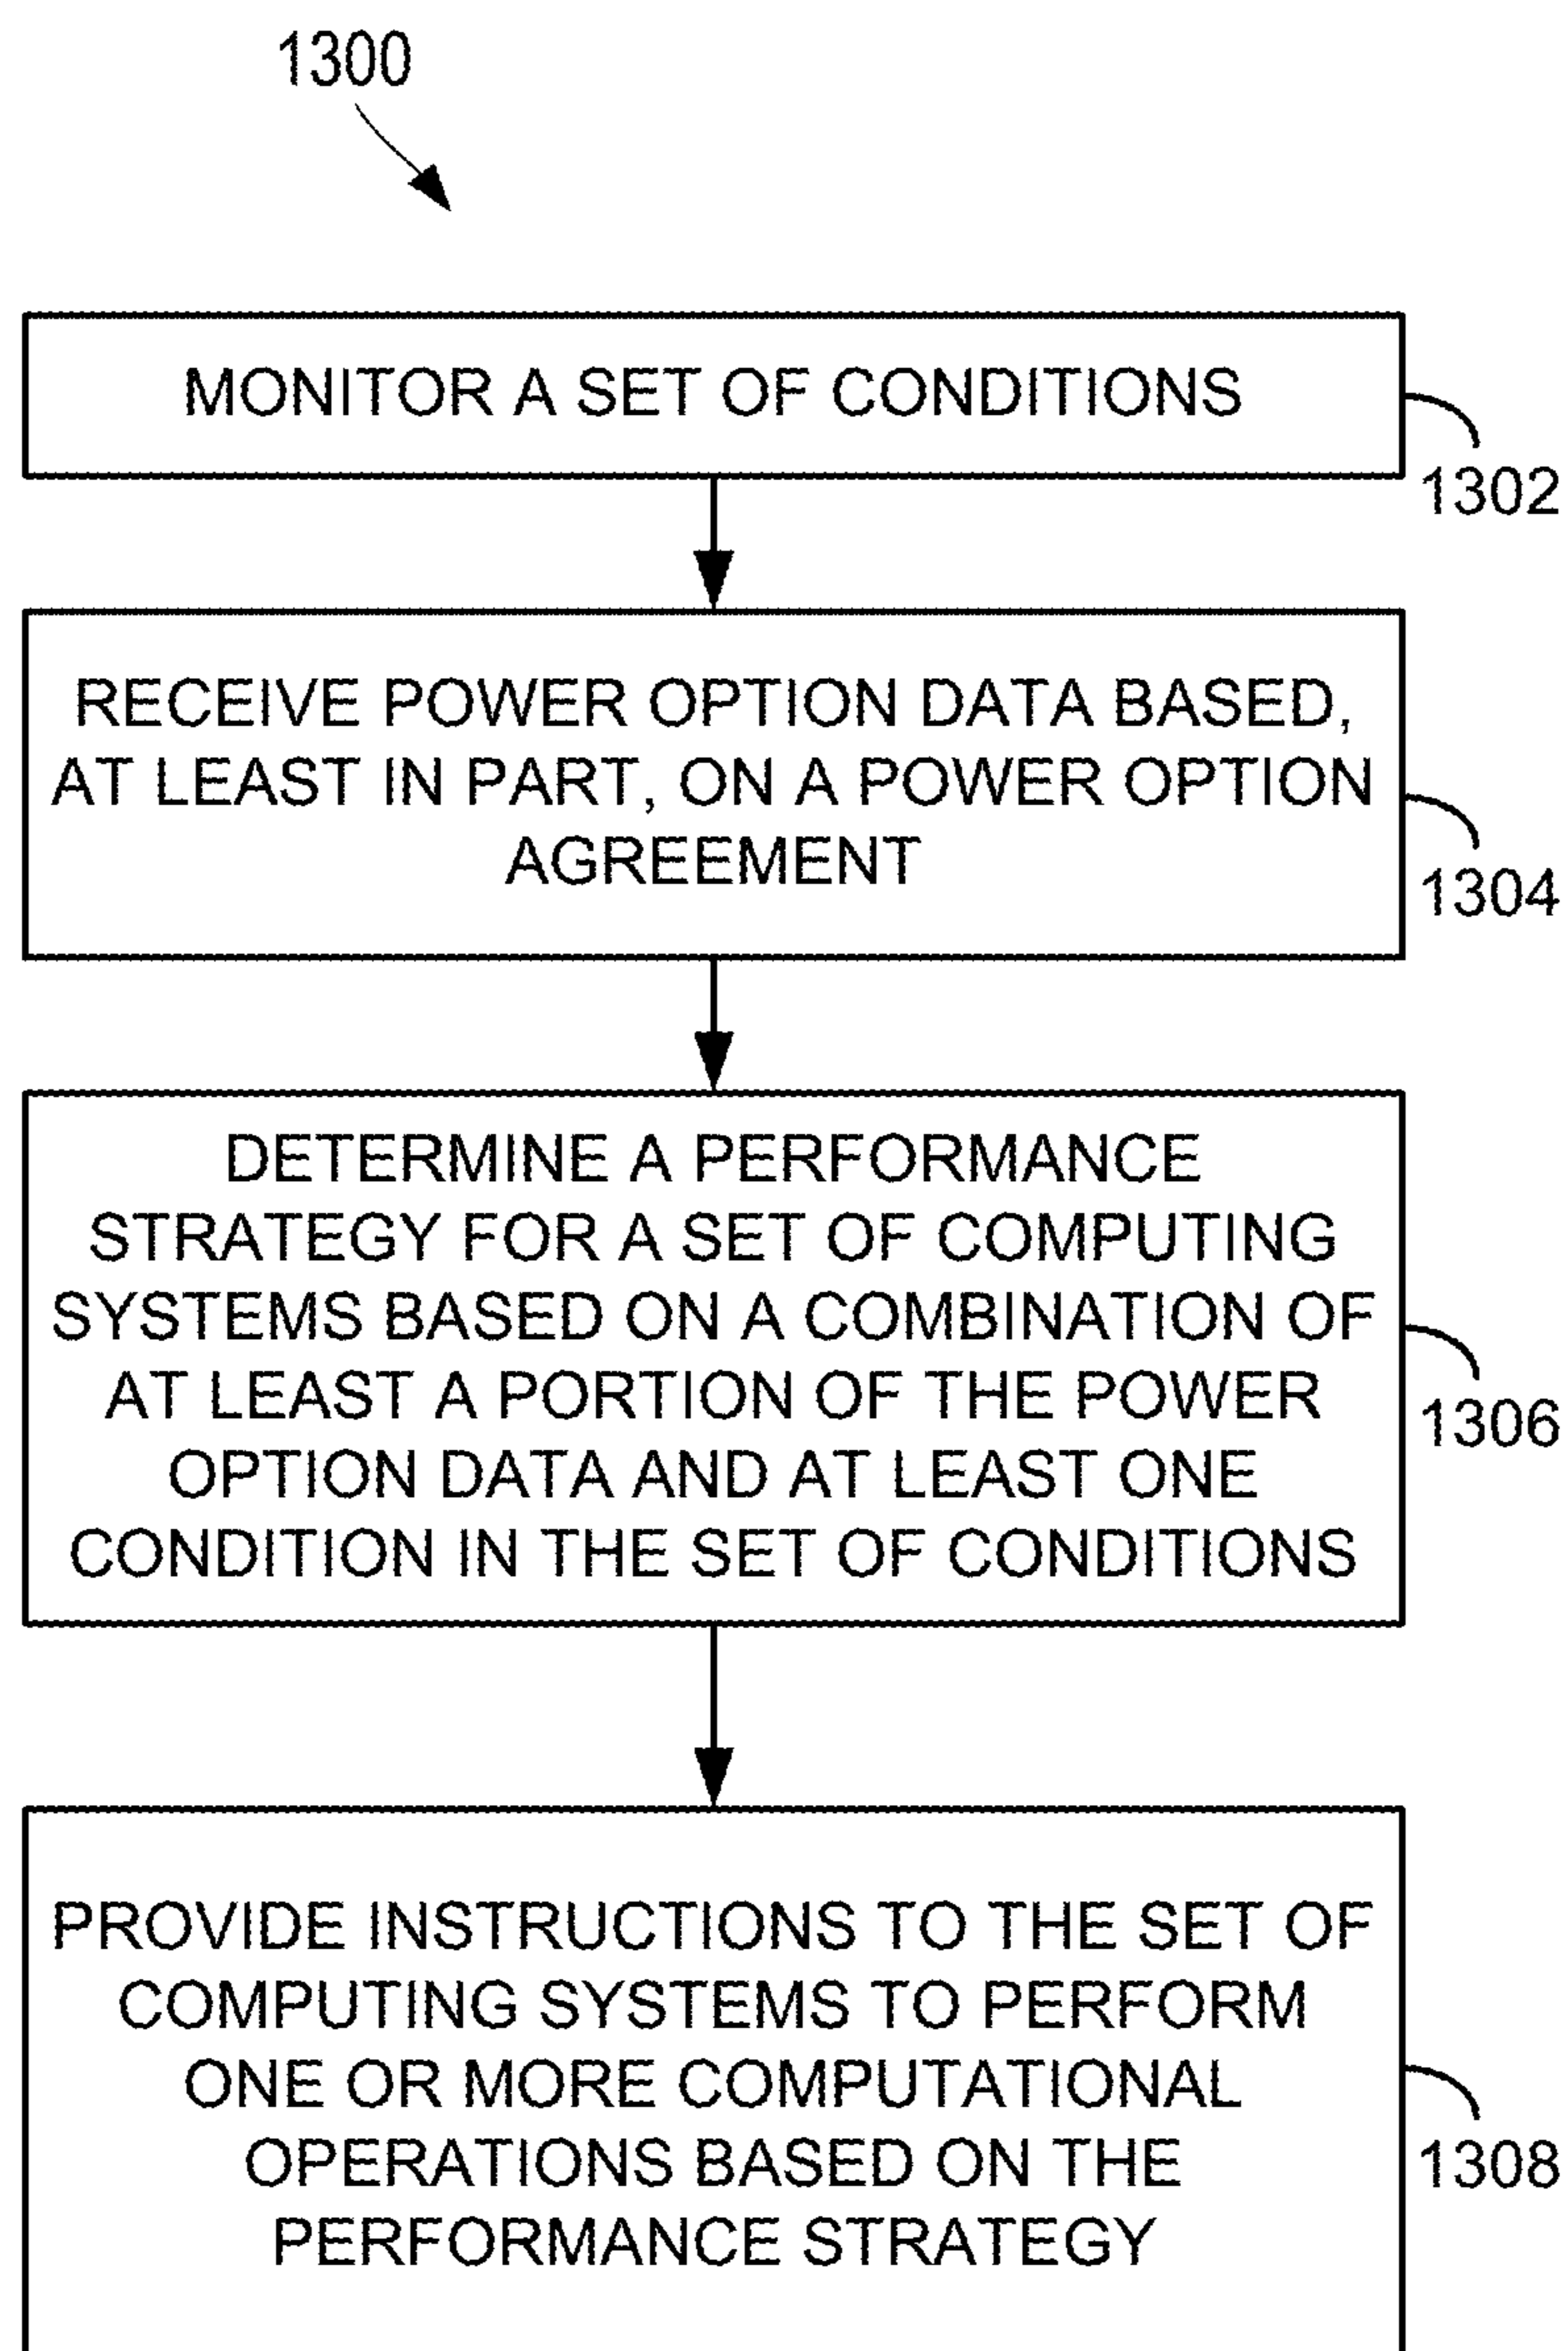 1300
MONITOR A SET OF CONDITIONS
1302
RECEIVE POWER OPTION DATA BASED,
AT LEAST IN PART, ON A POWER OPTION
AGREEMENT
1304
DETERMINE A PERFORMANCE
STRATEGY FOR A SET OF COMPUTING
SYSTEMS BASED ON A COMBINATION OF
AT LEAST A PORTION OF THE POWER
OPTION DATA AND AT LEAST ONE
CONDITION IN THE SET OF CONDITIONS
1306
PROVIDE INSTRUCTIONS TO THE SET OF
COMPUTING SYSTEMS TO PERFORM
ONE OR MORE COMPUTATIONAL
OPERATIONS BASED ON THE
PERFORMANCE STRATEGY
1308